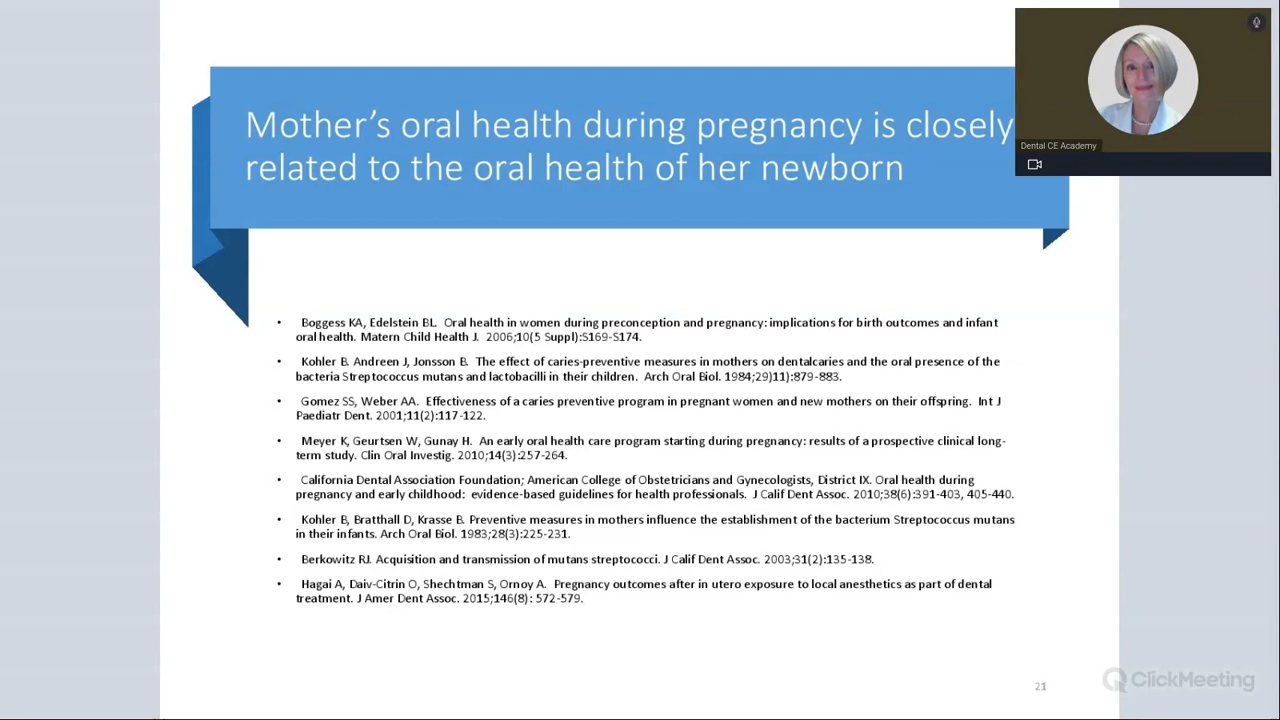 Mother's oral health during pregnancy is closely
related to the oral health of her newborn
Dental CE Academy
• Boggess KA, Edelstein BL. Oral health in women during preconception and pregnancy: implications for birth outcomes and infant
oral health. Matern Child Health J. 2006;10(5 Suppl):S169-S174.
• Kohler B. Andreen J, Jonsson B. The effect of caries-preventive measures in mothers on dentalcaries and the oral presence of the
bacteria Streptococcus mutans and lactobacilli in their children. Arch Oral Biol. 1984;29)11):879-883.
• Gomez SS, Weber AA. Effectiveness of a caries preventive program in pregnant women and new mothers on their offspring. Int J
Paediatr Dent. 2001;11(2):117-122.
• Meyer K, Geurtsen W, Gunay H. An early oral health care program starting during pregnancy: results of a prospective clinical long-
term study. Clin Oral Investig. 2010;14(3):257-264.
• California Dental Association Foundation; American College of Obstetricians and Gynecologists, District IX. Oral health during
pregnancy and early childhood: evidence-based guidelines for health professionals. J Calif Dent Assoc. 2010;38(6):391-403, 405-440.
• Kohler B, Bratthall D, Krasse B. Preventive measures in mothers influence the establishment of the bacterium Streptococcus mutans
in their infants. Arch Oral Biol. 1983;28(3):225-231.
• Berkowitz RJ. Acquisition and transmission of mutans streptococci. J Calif Dent Assoc. 2003;31(2):135-138.
• Hagai A, Daiv-Citrin O, Shechtman S, Ornoy A. Pregnancy outcomes after in utero exposure to local anesthetics as part of dental
treatment. J Amer Dent Assoc. 2015;146(8): 572-579.
21
ClickMeeting